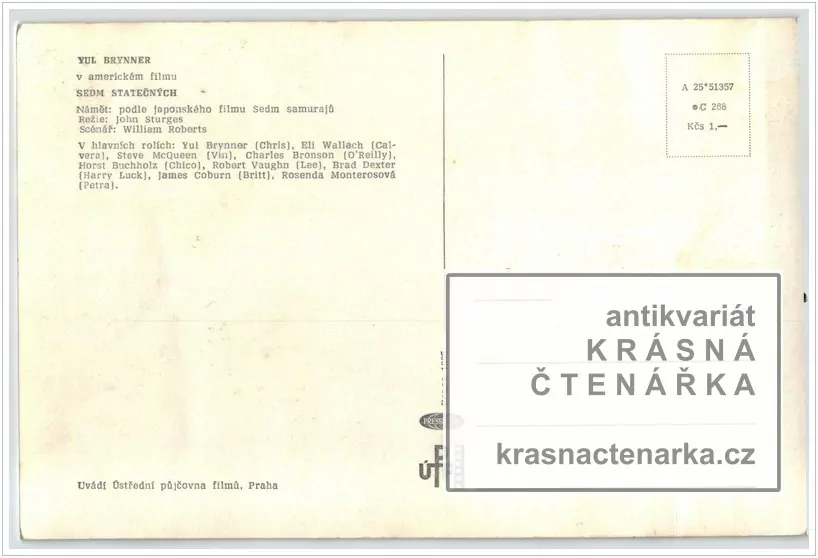 YUL BRYNNER
v americkém filmu
SEDM STATEČNÝCH
Námět: podle japonského filmu Sedm samurajů
Režie: John Sturges
Scénář: William Roberts
V hlavních rolích: Yul Brynner (Chris), Eli Wallach (Cal-
vera), Steve McQueen (Vin), Charles Bronson (O'Reilly),
Horst Buchholz (Chico), Robert Vaughn (Lee), Brad Dexter
(Harry Luck), James Coburn (Britt), Rosenda Monterosová
(Petra).
Uvádí Ústřední půjčovna filmů, Praha
A 25*51357
C 268
Kčs 1,—
PRESS
ÚPF
antikvariát
KRÁSNÁ
ČTENÁŘKA
krasnactenarka.cz